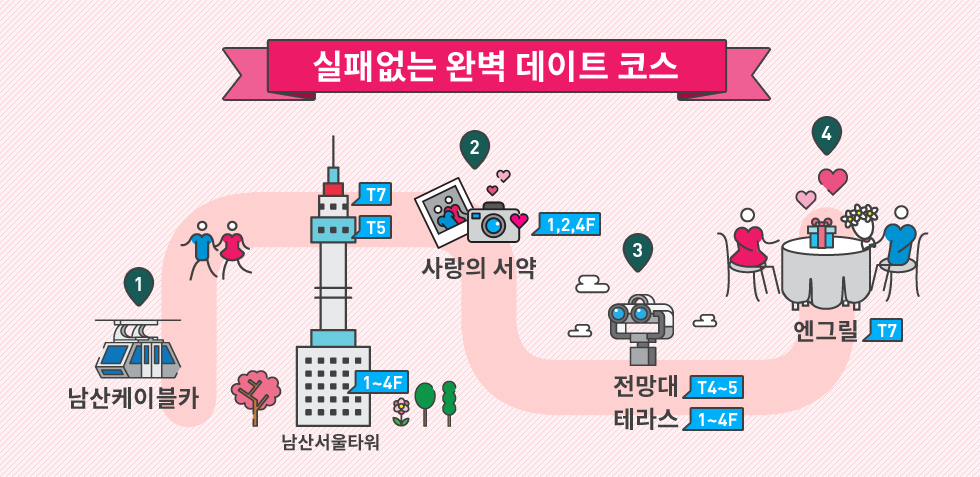 실패없는 완벽 데이트 코스
1
남산케이블카
T7
T5
1~4F
남산서울타워
2
1,2,4F
사랑의 서약
3
전망대 T4~5
테라스 1~4F
4
엔그릴 T7